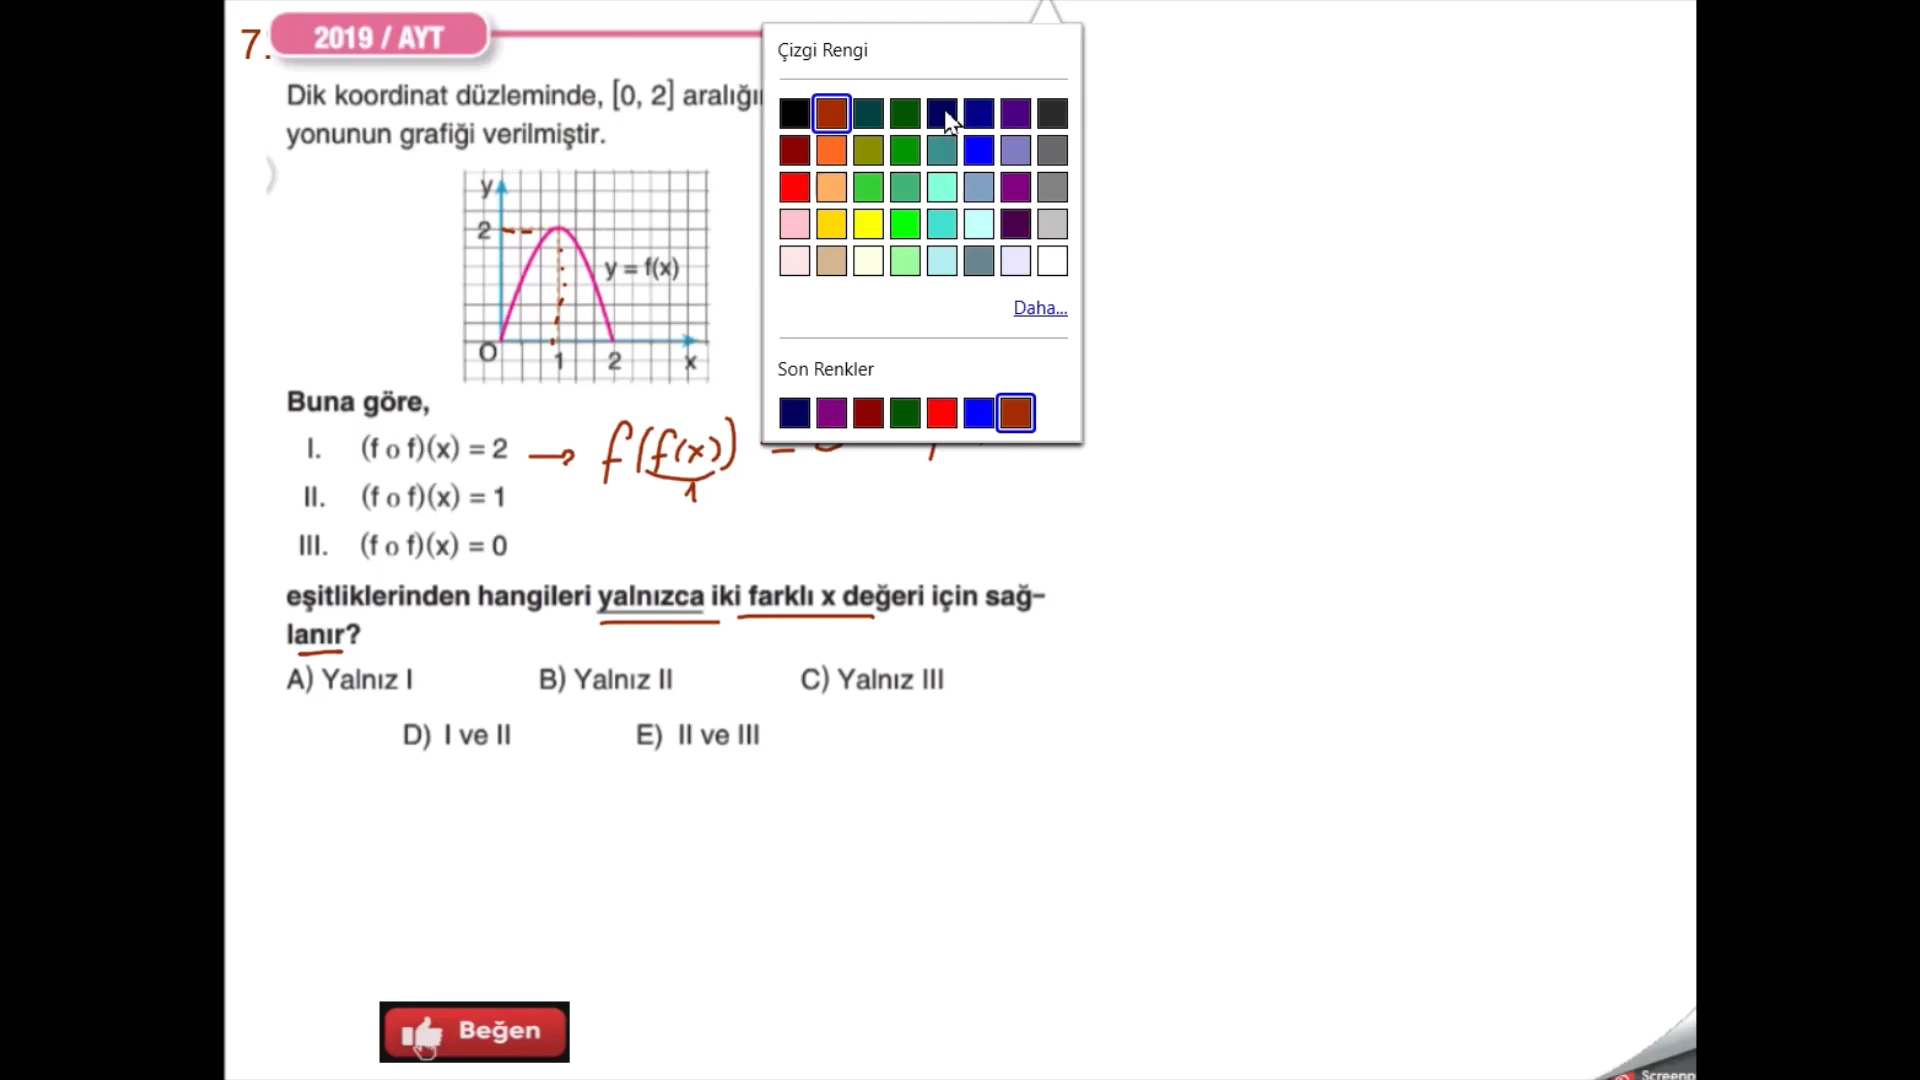 7.
2019 / AYT
Dik koordinat düzleminde, [0, 2] aralığı
yonunun grafiği verilmiştir.
y
2
y = f(x)
O 1 2 x
Buna göre,
I. (f o f)(x) = 2 → f(f(x))
1
II. (f o f)(x) = 1
III. (f o f)(x) = 0
eşitliklerinden hangileri yalnızca iki farklı x değeri için sağ-
lanır?
A) Yalnız I B) Yalnız II C) Yalnız III
D) I ve II E) II ve III
Çizgi Rengi
Daha...
Son Renkler
Beğen
Screenp